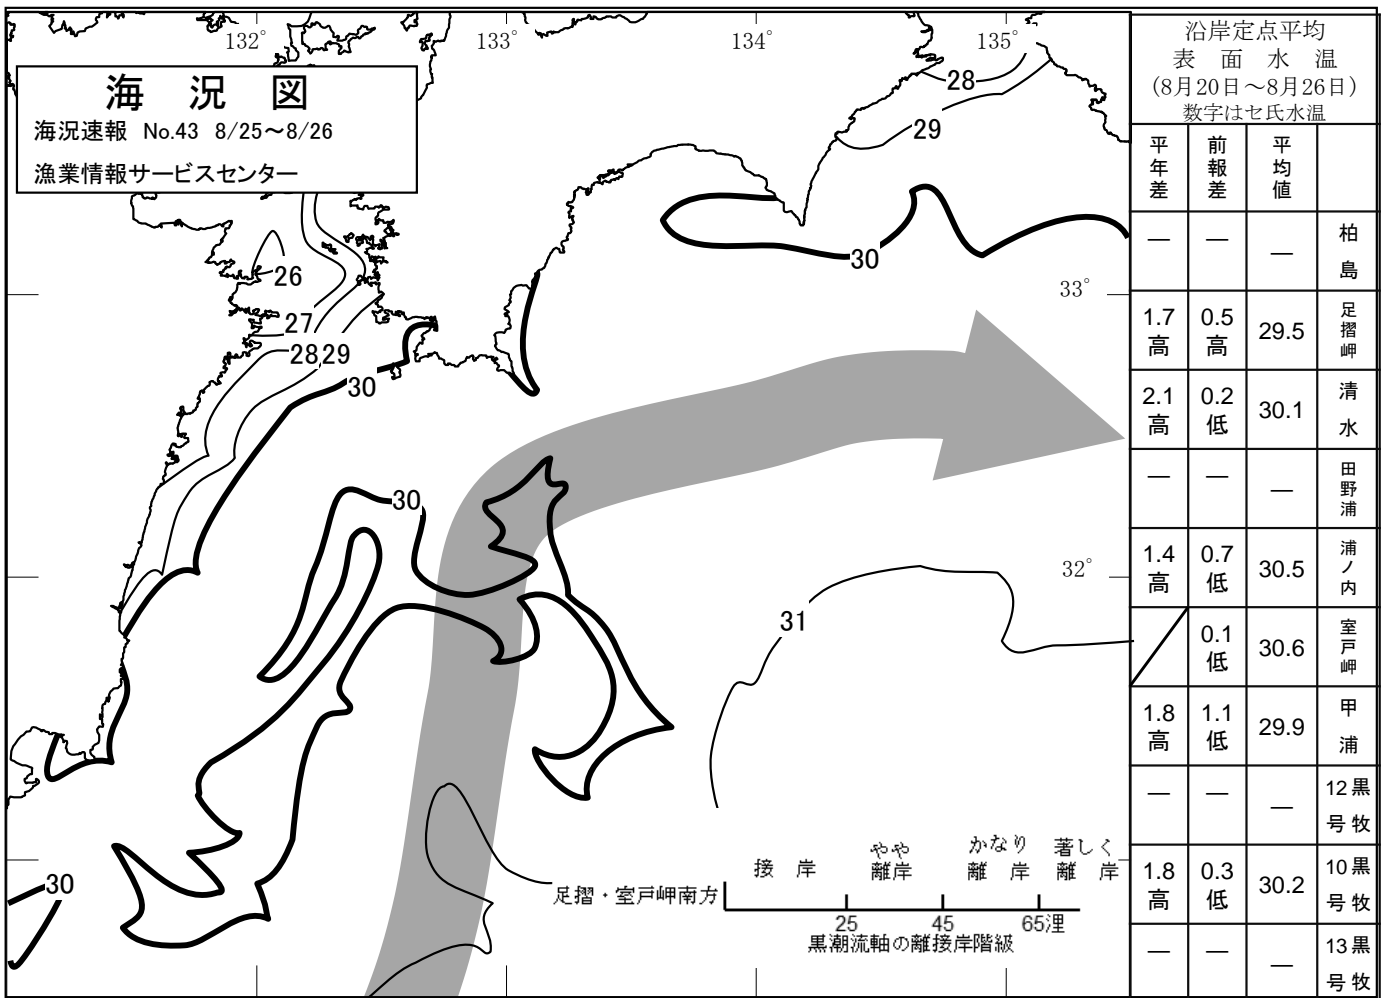 132°
133°
134°
135°
海況図
海況速報 No.43 8/25～8/26
漁業情報サービスセンター
28
29
30
33°
26
27
28 29
30
30
32°
31
30
接岸 やや離岸 かなり離岸 著しく離岸
足摺・室戸岬南方
25 45 65浬
黒潮流軸の離接岸階級
沿岸定点平均
表面水温
(8月20日～8月26日)
数字はセ氏水温
平年差 前報差 平均値
― ― ― 柏島
1.7高 0.5高 29.5 足摺岬
2.1高 0.2低 30.1 清水
― ― ― 田野浦
1.4高 0.7低 30.5 浦ノ内
0.1低 30.6 室戸岬
1.8高 1.1低 29.9 甲浦
― ― ― 黒牧12号
1.8高 0.3低 30.2 黒牧10号
― ― ― 黒牧13号